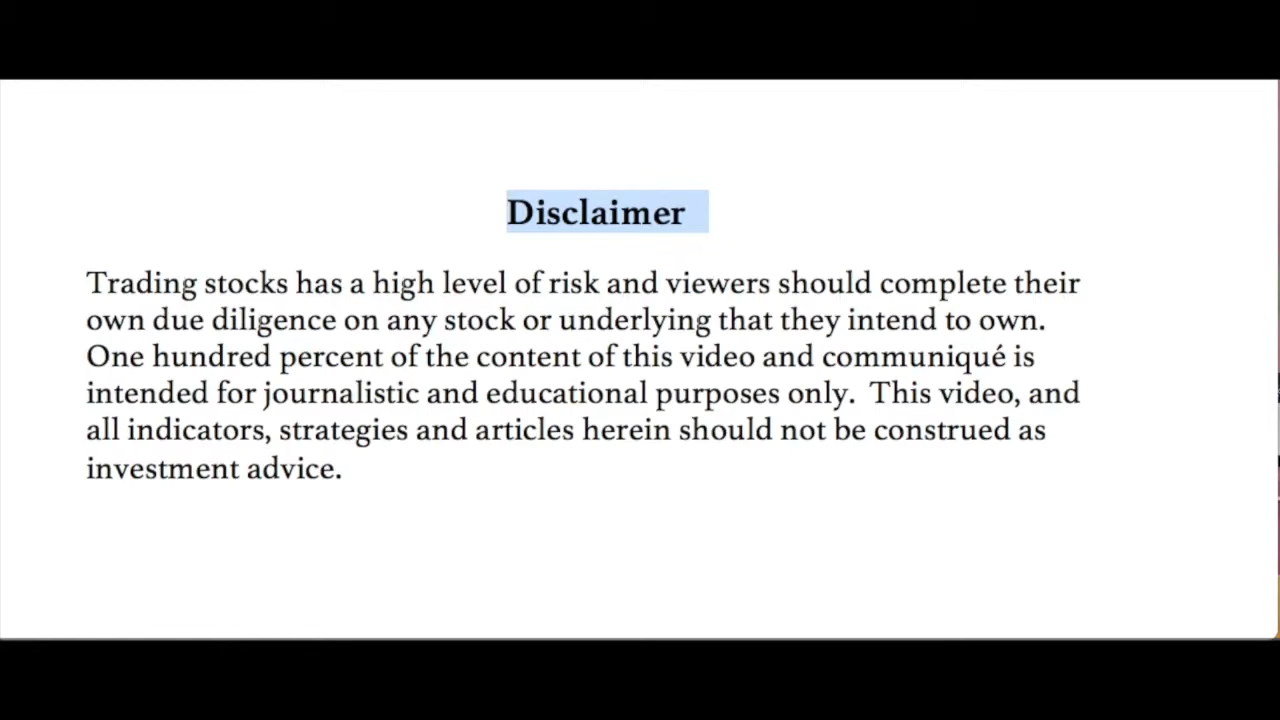 Disclaimer
Trading stocks has a high level of risk and viewers should complete their
own due diligence on any stock or underlying that they intend to own.
One hundred percent of the content of this video and communiqué is
intended for journalistic and educational purposes only.  This video, and
all indicators, strategies and articles herein should not be construed as
investment advice.